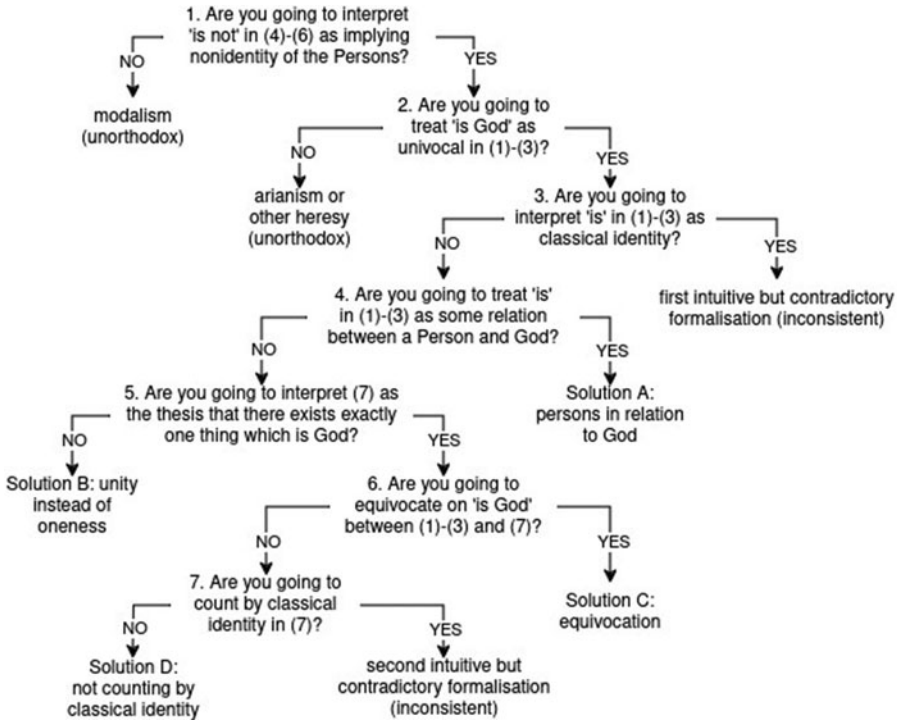 1. Are you going to interpret
'is not' in (4)-(6) as implying
nonidentity of the Persons?
NO
YES
modalism
(unorthodox)
2. Are you going to
treat 'is God' as
univocal in (1)-(3)?
NO
YES
arianism or
other heresy
(unorthodox)
3. Are you going to
interpret 'is' in (1)-(3) as
classical identity?
NO
YES
first intuitive but contradictory
formalisation (inconsistent)
4. Are you going to treat 'is'
in (1)-(3) as some relation
between a Person and God?
NO
YES
Solution A:
persons in relation
to God
5. Are you going to interpret (7) as
the thesis that there exists exactly
one thing which is God?
NO
YES
Solution B: unity
instead of
oneness
6. Are you going to
equivocate on 'is God'
between (1)-(3) and (7)?
NO
YES
Solution C:
equivocation
7. Are you going to
count by classical
identity in (7)?
NO
YES
Solution D:
not counting by
classical identity
second intuitive but
contradictory formalisation
(inconsistent)